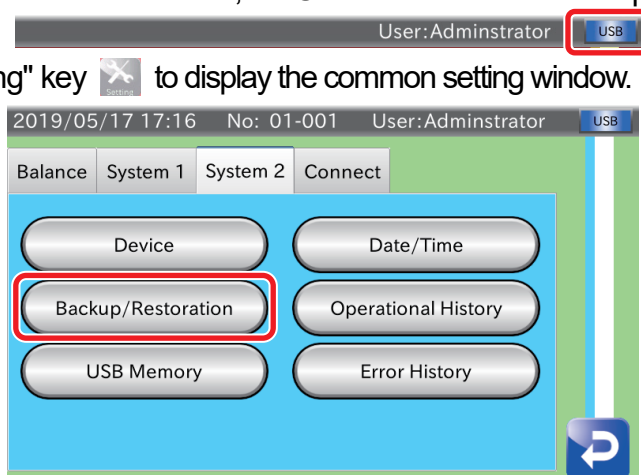 User:Adminstrator USB
ng" key Setting to display the common setting window.
2019/05/17 17:16 No: 01-001 User:Adminstrator USB
Balance System 1 System 2 Connect
Device Date/Time
Backup/Restoration Operational History
USB Memory Error History